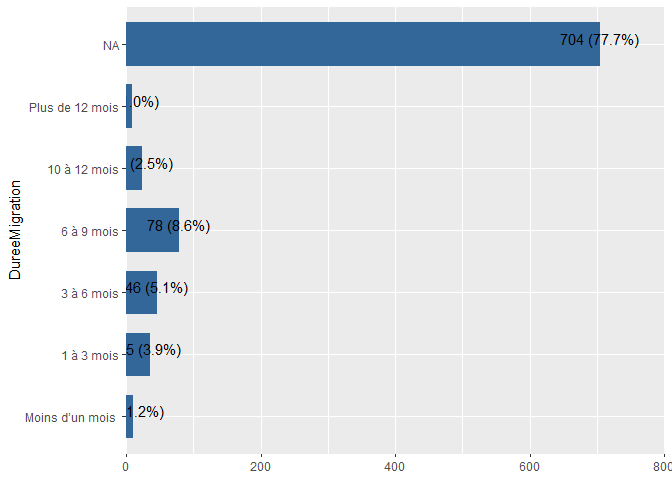 NA
704 (77.7%)
Plus de 12 mois
.0%)
10 à 12 mois
(2.5%)
6 à 9 mois
78 (8.6%)
3 à 6 mois
46 (5.1%)
1 à 3 mois
5 (3.9%)
Moins d'un mois
1.2%)
DureeMigration
0
200
400
600
800